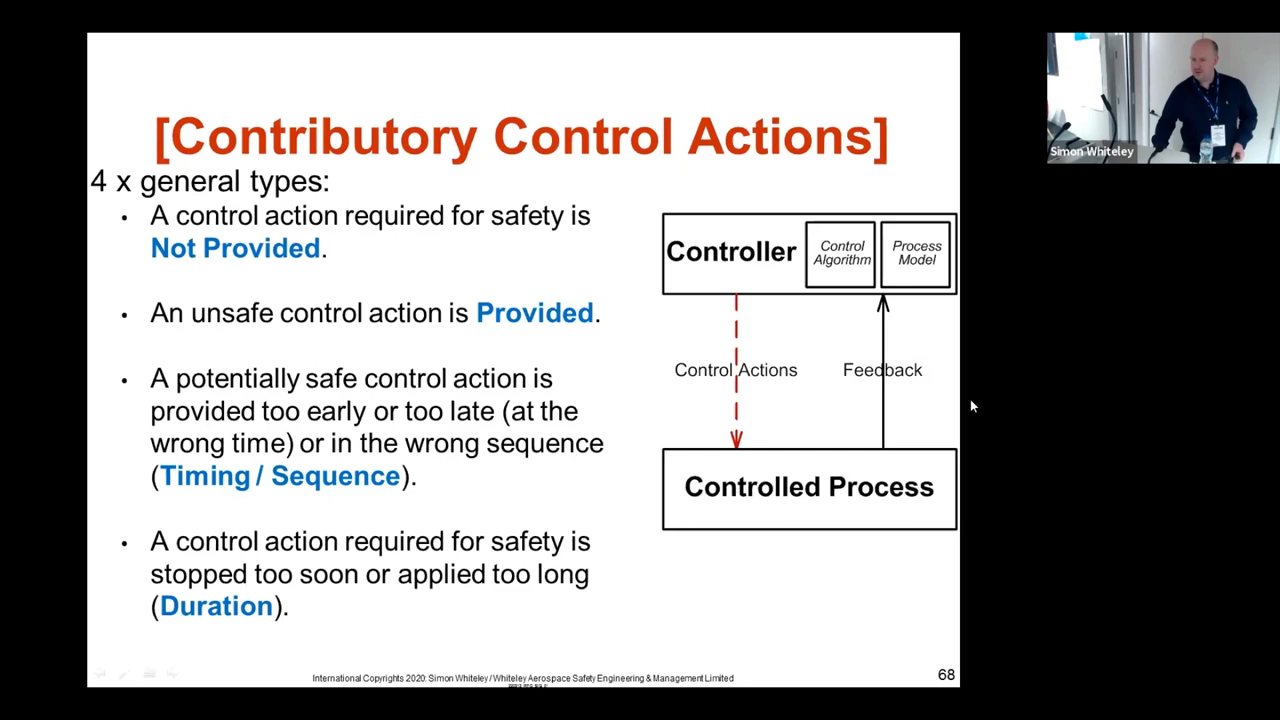 [Contributory Control Actions]
4 x general types:
• A control action required for safety is
Not Provided.
• An unsafe control action is Provided.
• A potentially safe control action is
provided too early or too late (at the
wrong time) or in the wrong sequence
(Timing / Sequence).
• A control action required for safety is
stopped too soon or applied too long
(Duration).
Controller
Control
Algorithm
Process
Model
Control Actions
Feedback
Controlled Process
International Copyrights 2020: Simon Whiteley / Whiteley Aerospace Safety Engineering & Management Limited
68
Simon Whiteley